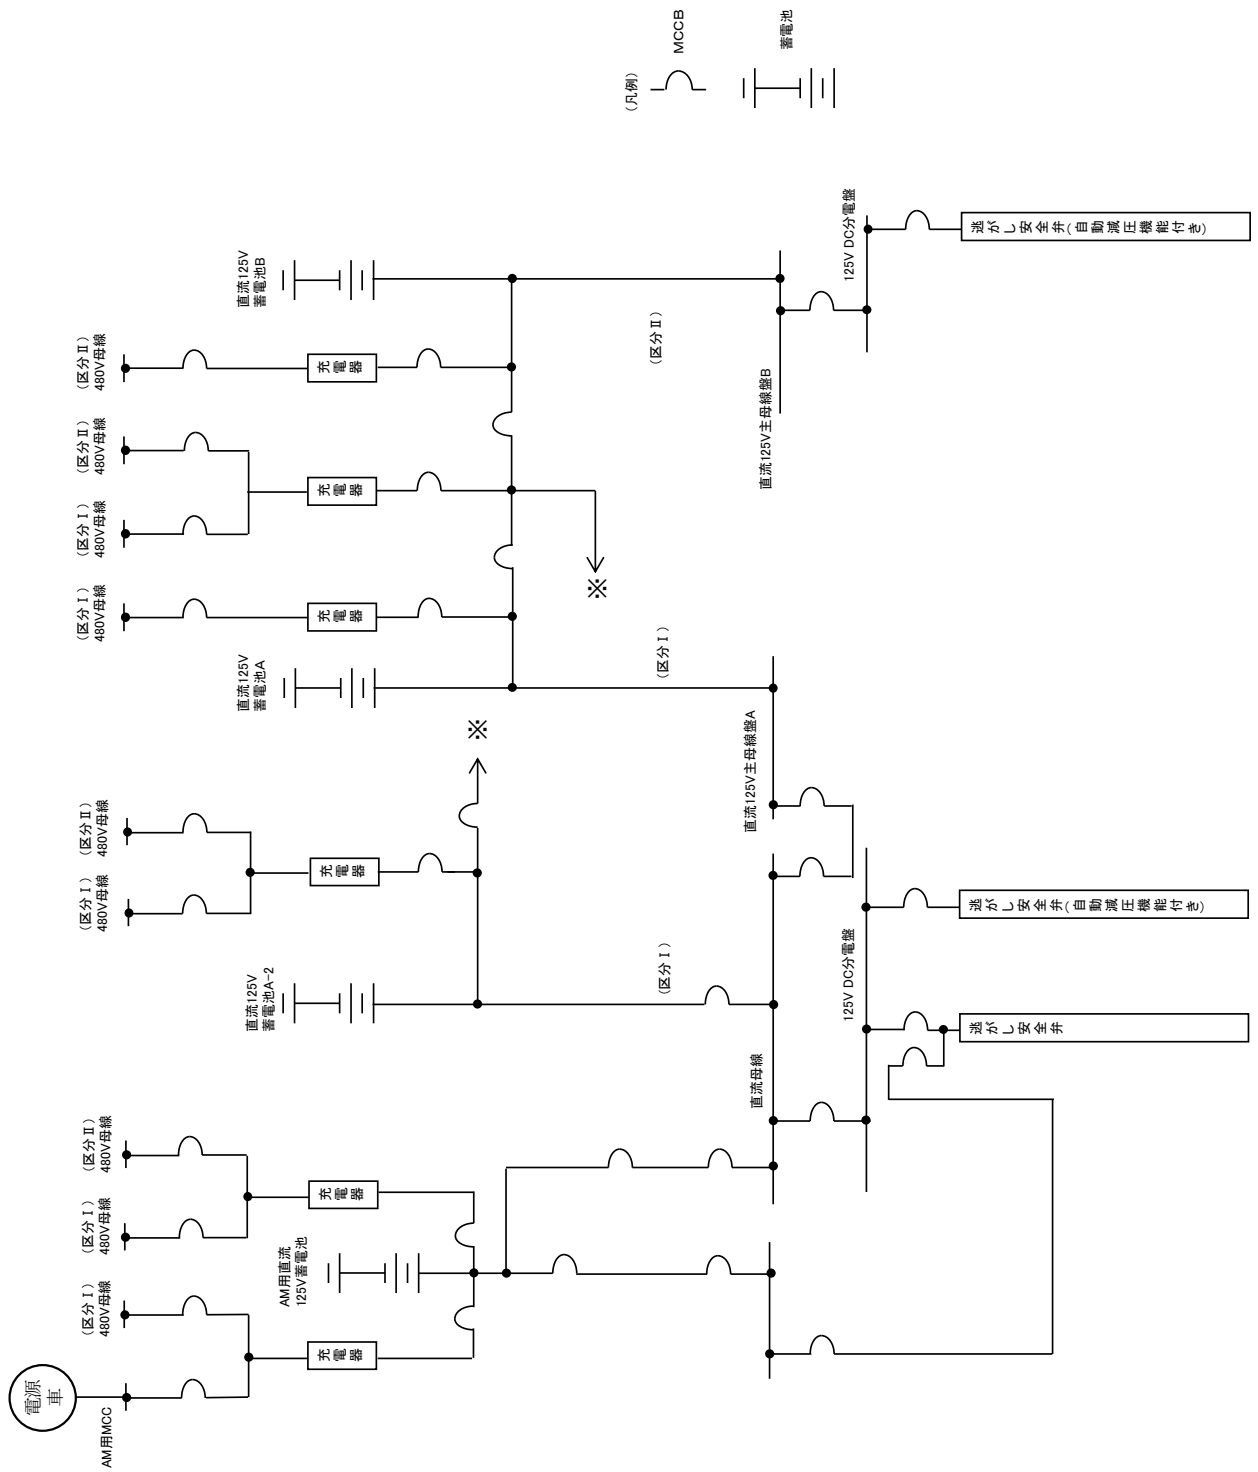 電源
車
AM用MCC
(区分Ⅰ)
480V母線
(区分Ⅰ)
480V母線
(区分Ⅱ)
480V母線
(区分Ⅰ)
480V母線
(区分Ⅱ)
480V母線
(区分Ⅰ)
480V母線
(区分Ⅰ)
480V母線
(区分Ⅱ)
480V母線
(区分Ⅱ)
480V母線
AM用直流
125V蓄電池
直流125V
蓄電池A-2
直流125V
蓄電池A
直流125V
蓄電池B
充電器
充電器
充電器
充電器
充電器
充電器
※
※
(区分Ⅰ)
(区分Ⅰ)
(区分Ⅱ)
直流母線
直流125V主母線盤A
直流125V主母線盤B
125V DC分電盤
125V DC分電盤
逃がし安全弁
逃がし安全弁(自動減圧機能付き)
逃がし安全弁(自動減圧機能付き)
(凡例)
MCCB
蓄電池